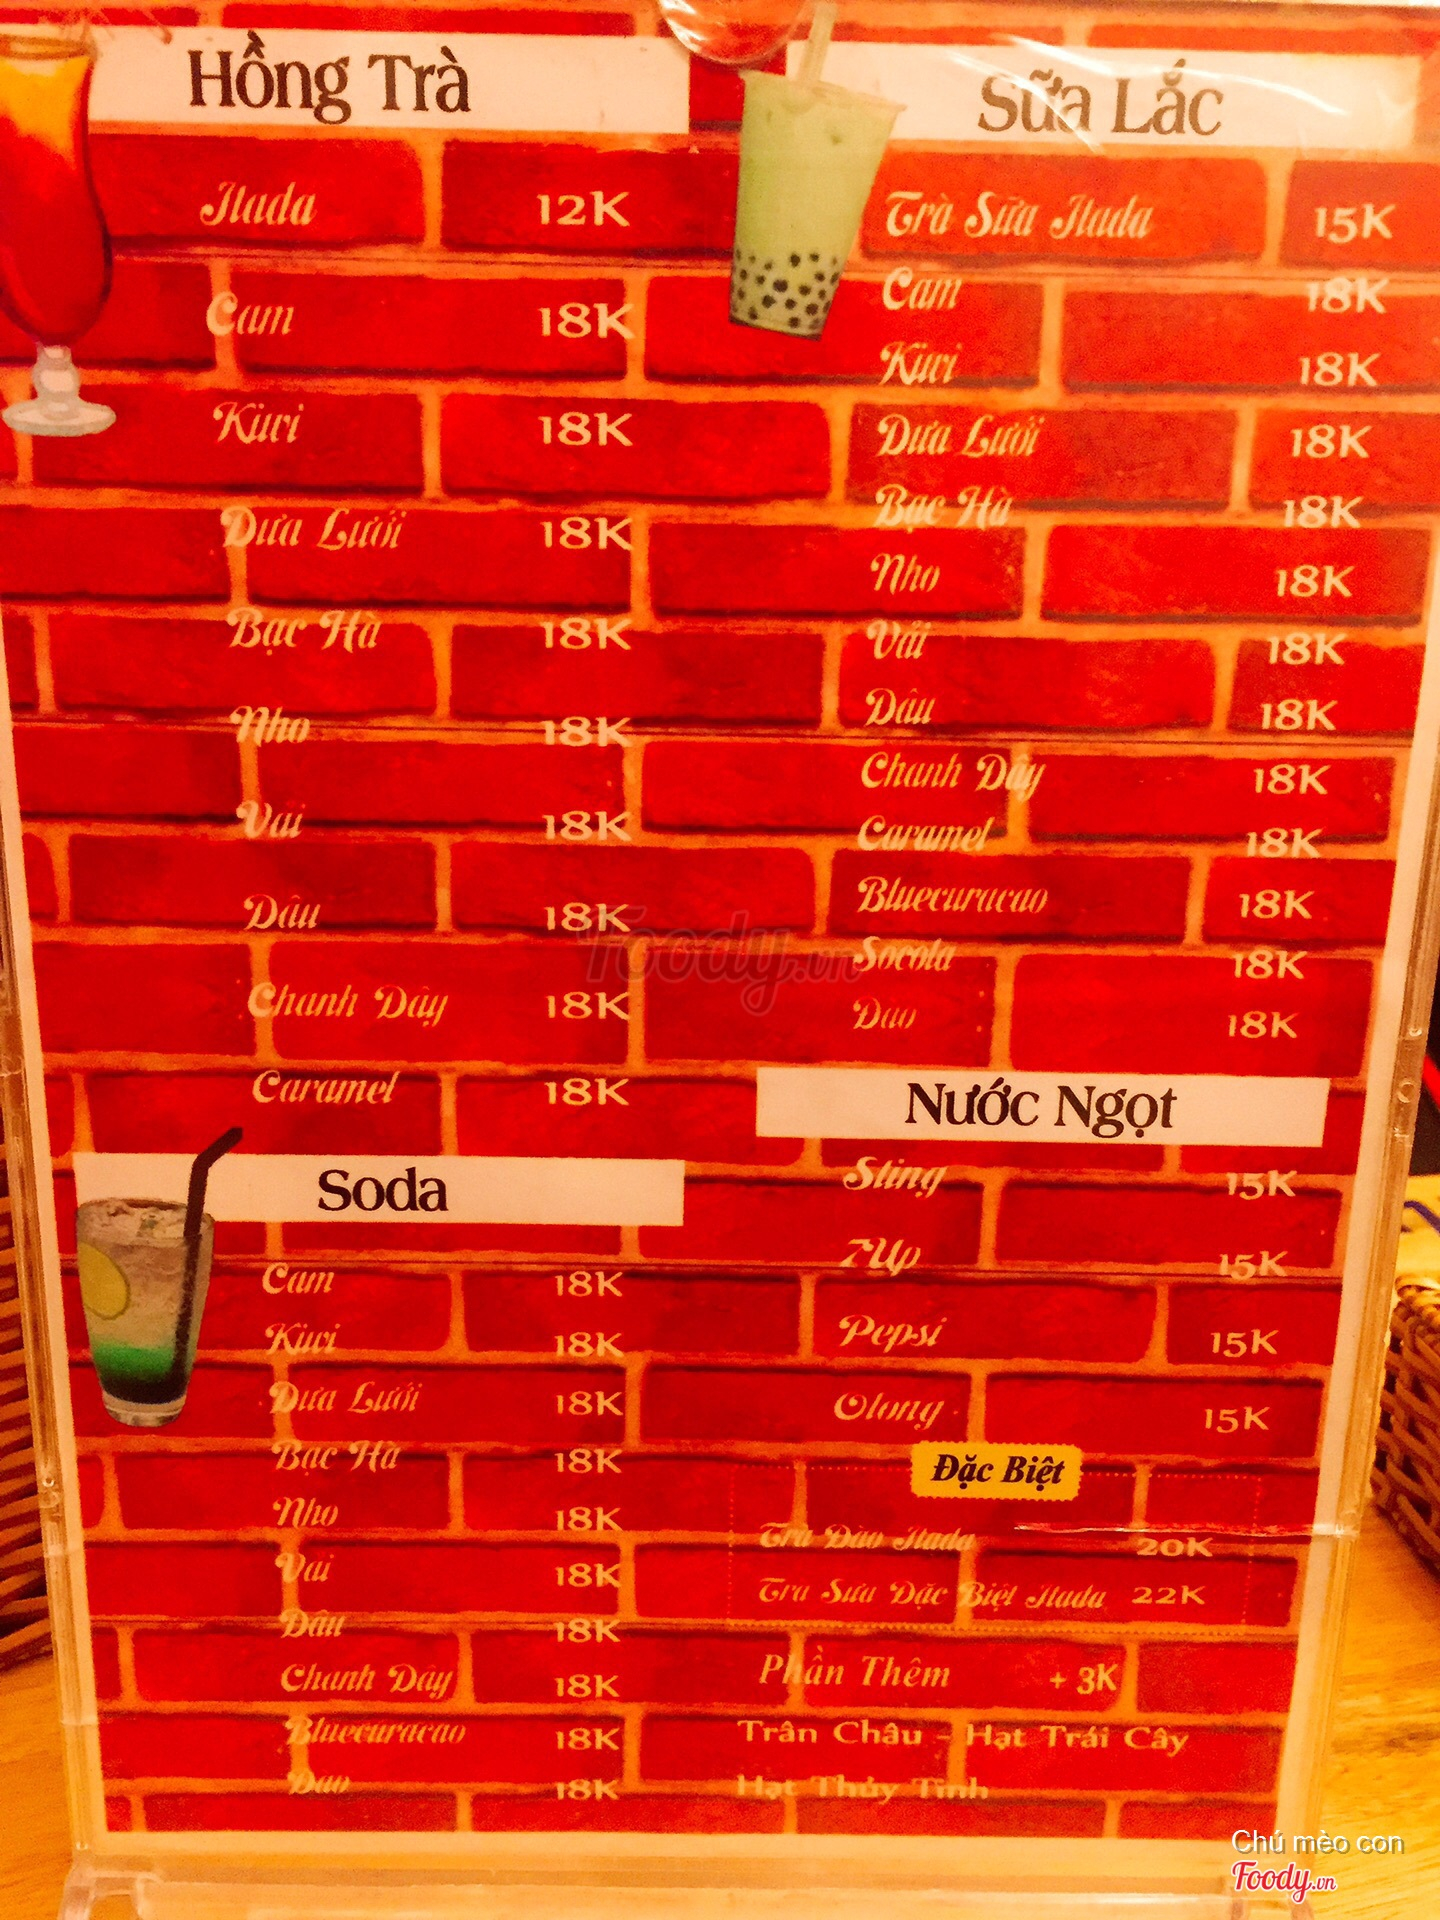 Hồng Trà
Ilada 12K
Cam 18K
Kiwi 18K
Dưa Lưới 18K
Bạc Hà 18K
Nho 18K
Vải 18K
Dâu 18K
Chanh Dây 18K
Caramel 18K
Soda
Cam 18K
Kiwi 18K
Dưa Lưới 18K
Bạc Hà 18K
Nho 18K
Vải 18K
Dâu 18K
Chanh Dây 18K
Bluecuracao 18K
Đào 18K
Sữa Lắc
Trà Sữa Ilada 15K
Cam 18K
Kiwi 18K
Dưa Lưới 18K
Bạc Hà 18K
Nho 18K
Vải 18K
Dâu 18K
Chanh Dây 18K
Caramel 18K
Bluecuracao 18K
Socola 18K
Đào 18K
Nước Ngọt
Sting 15K
7Up 15K
Pepsi 15K
Olong 15K
Đặc Biệt
Trà Đào Ilada 20K
Trà Sữa Đặc Biệt Ilada 22K
Phần Thêm + 3K
Trân Châu - Hạt Trái Cây
Hạt Thủy Tinh
Foody.vn
Chú mèo con
Foody.vn